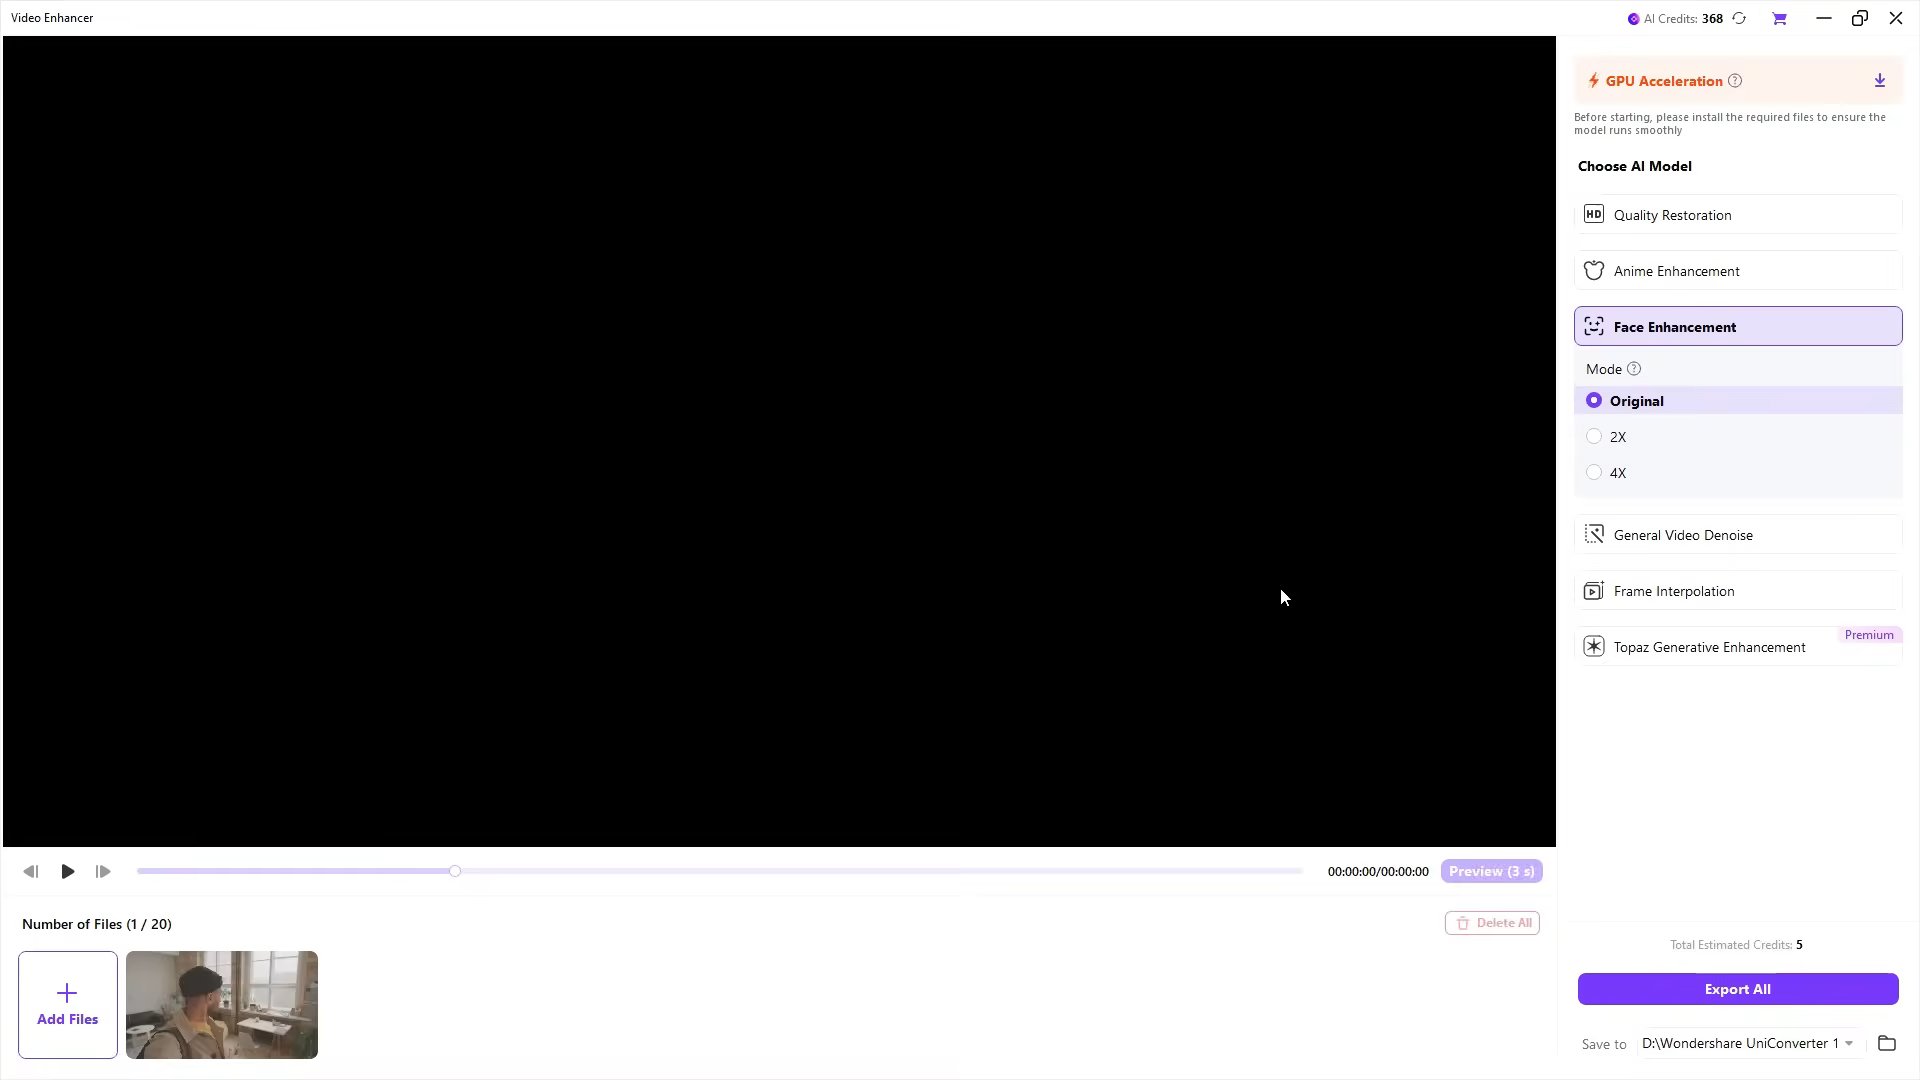 Video Enhancer
AI Credits: 368
GPU Acceleration ?
Before starting, please install the required files to ensure the
model runs smoothly
Choose AI Model
HD Quality Restoration
Anime Enhancement
Face Enhancement
Mode ?
Original
2X
4X
General Video Denoise
Frame Interpolation
Premium
Topaz Generative Enhancement
00:00:00/00:00:00
Preview (3 s)
Number of Files (1 / 20)
Delete All
Add Files
Total Estimated Credits: 5
Export All
Save to D:\Wondershare UniConverter 1